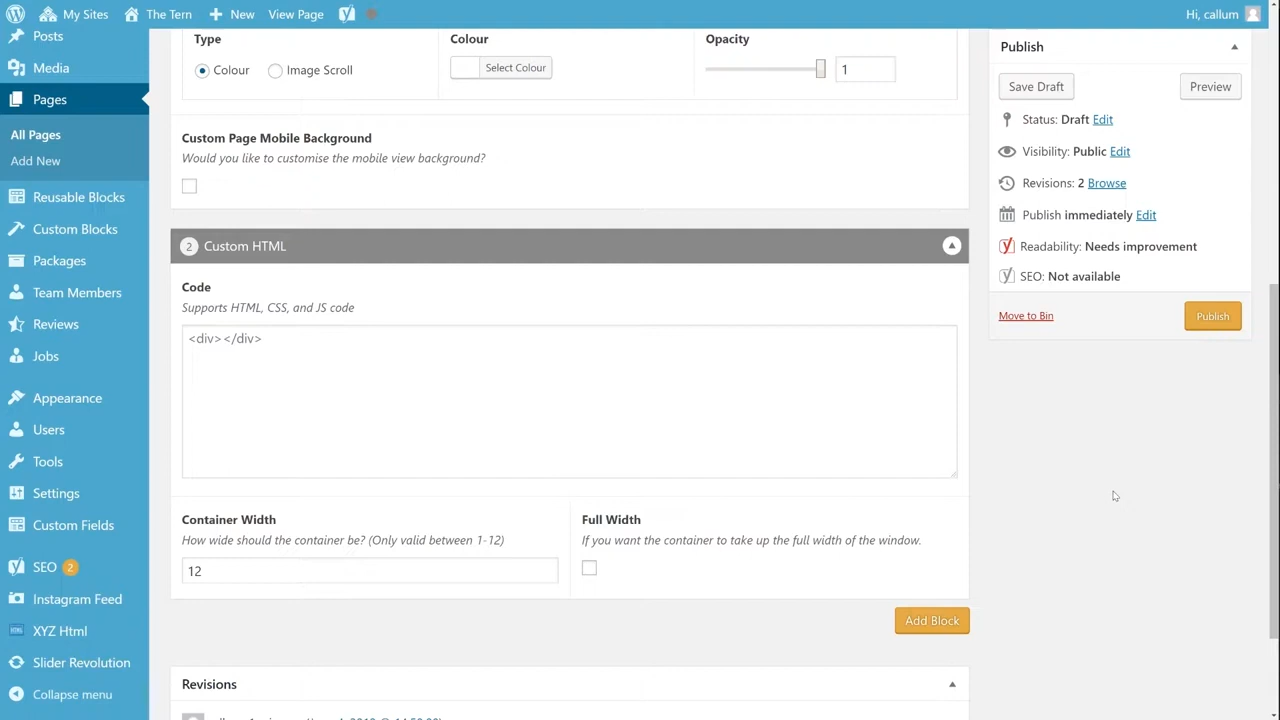 My Sites
The Tern
New
View Page
Hi, callum
Posts
Media
Pages
All Pages
Add New
Reusable Blocks
Custom Blocks
Packages
Team Members
Reviews
Jobs
Appearance
Users
Tools
Settings
Custom Fields
SEO 2
Instagram Feed
XYZ Html
Slider Revolution
Collapse menu
Type
Colour
Image Scroll
Colour
Select Colour
Opacity
1
Custom Page Mobile Background
Would you like to customise the mobile view background?
2 Custom HTML
Code
Supports HTML, CSS, and JS code
<div></div>
Container Width
How wide should the container be? (Only valid between 1-12)
12
Full Width
If you want the container to take up the full width of the window.
Add Block
Revisions
Publish
Save Draft
Preview
Status: Draft Edit
Visibility: Public Edit
Revisions: 2 Browse
Publish immediately Edit
Readability: Needs improvement
SEO: Not available
Move to Bin
Publish